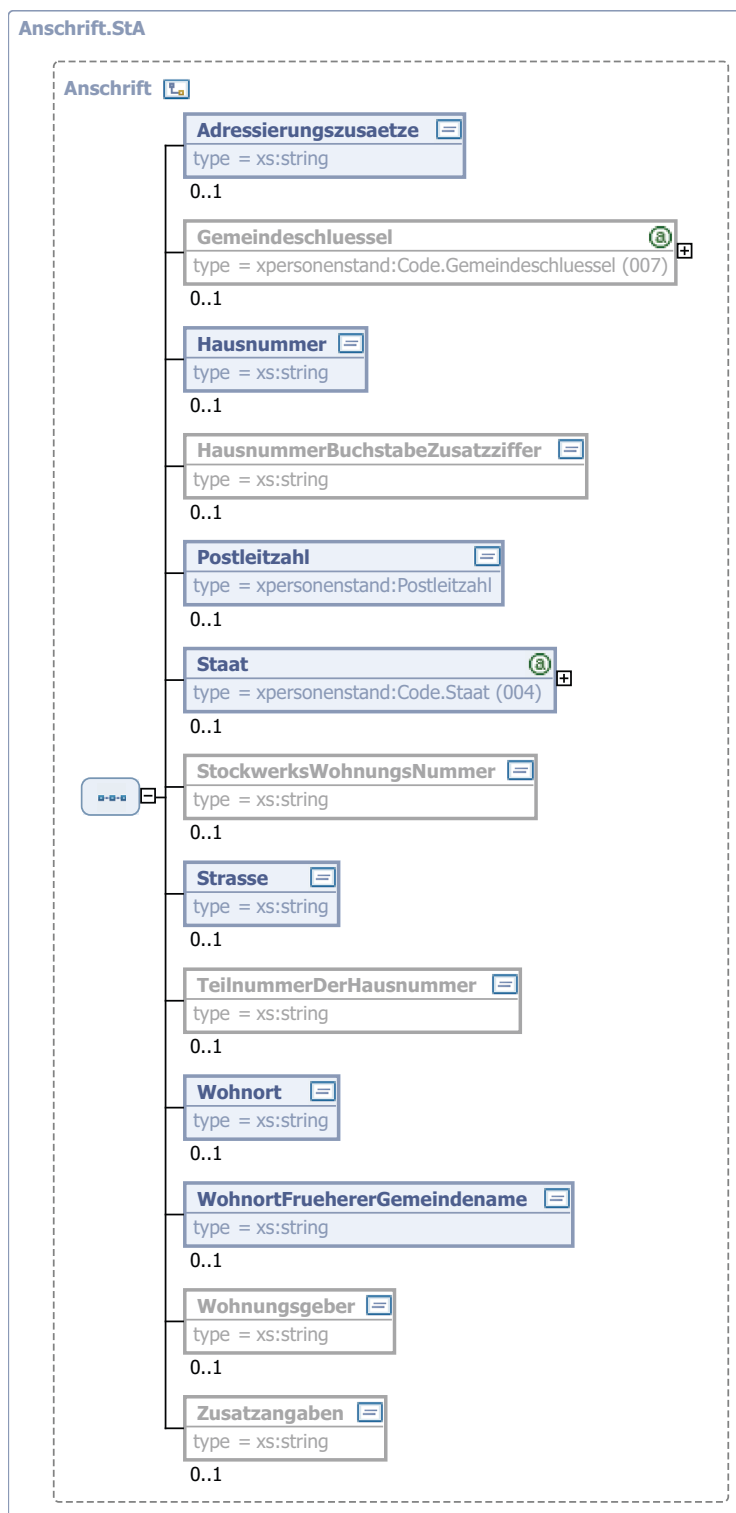 Anschrift.StA
Anschrift
Adressierungszusaetze
type = xs:string
0..1
Gemeindeschluessel
type = xpersonenstand:Code.Gemeindeschluessel (007)
0..1
Hausnummer
type = xs:string
0..1
HausnummerBuchstabeZusatzziffer
type = xs:string
0..1
Postleitzahl
type = xpersonenstand:Postleitzahl
0..1
Staat
type = xpersonenstand:Code.Staat (004)
0..1
StockwerksWohnungsNummer
type = xs:string
0..1
Strasse
type = xs:string
0..1
TeilnummerDerHausnummer
type = xs:string
0..1
Wohnort
type = xs:string
0..1
WohnortFruehererGemeindename
type = xs:string
0..1
Wohnungsgeber
type = xs:string
0..1
Zusatzangaben
type = xs:string
0..1